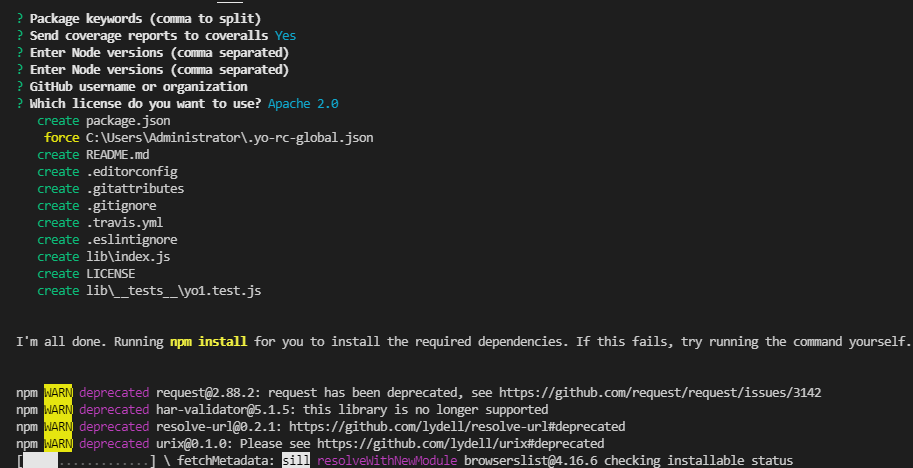 ? Package keywords (comma to split)
? Send coverage reports to coveralls Yes
? Enter Node versions (comma separated)
? Enter Node versions (comma separated)
? GitHub username or organization
? Which license do you want to use? Apache 2.0
create package.json
force C:\Users\Administrator\.yo-rc-global.json
create README.md
create .editorconfig
create .gitattributes
create .gitignore
create .travis.yml
create .eslintignore
create lib\index.js
create LICENSE
create lib\__tests__\yo1.test.js
I'm all done. Running npm install for you to install the required dependencies. If this fails, try running the command yourself.
npm WARN deprecated request@2.88.2: request has been deprecated, see https://github.com/request/request/issues/3142
npm WARN deprecated har-validator@5.1.5: this library is no longer supported
npm WARN deprecated resolve-url@0.2.1: https://github.com/lydell/resolve-url#deprecated
npm WARN deprecated urix@0.1.0: Please see https://github.com/lydell/urix#deprecated
[     .............] \ fetchMetadata: sill resolveWithNewModule browserslist@4.16.6 checking installable status